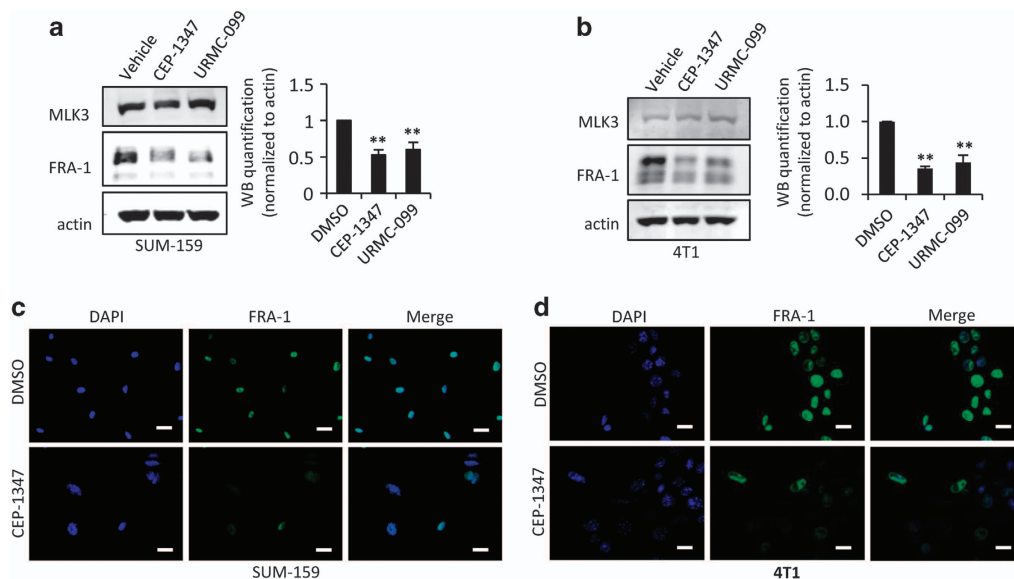 a
Vehicle
CEP-1347
URMC-099
MLK3
FRA-1
actin
SUM-159
WB quantification
(normalized to actin)
1.5
1
0.5
0
**
**
DMSO
CEP-1347
URMC-099
b
Vehicle
CEP-1347
URMC-099
MLK3
FRA-1
actin
4T1
WB quantification
(normalized to actin)
1.5
1.0
0.5
0.0
**
**
DMSO
CEP-1347
URMC-099
c
DAPI
FRA-1
Merge
DMSO
CEP-1347
SUM-159
d
DAPI
FRA-1
Merge
DMSO
CEP-1347
4T1